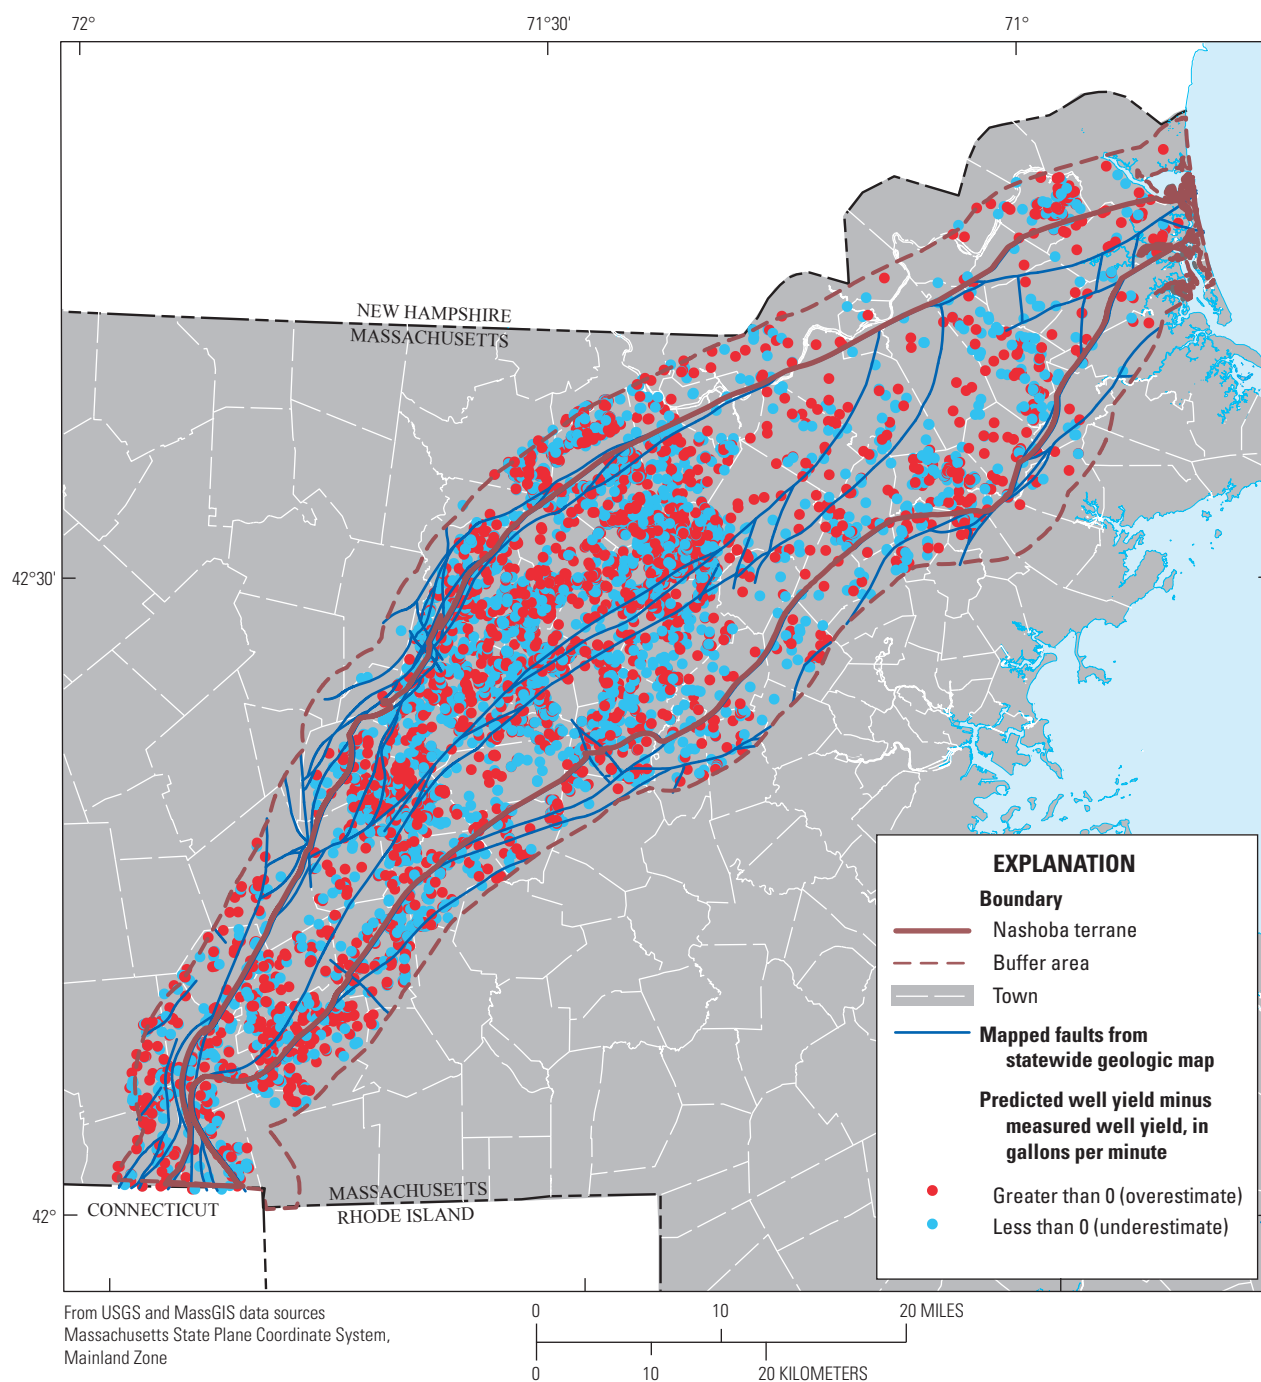 72°
71°30'
71°
NEW HAMPSHIRE
MASSACHUSETTS
42°30'
42°
MASSACHUSETTS
CONNECTICUT
RHODE ISLAND
EXPLANATION
Boundary
Nashoba terrane
Buffer area
Town
Mapped faults from
statewide geologic map
Predicted well yield minus
measured well yield, in
gallons per minute
Greater than 0 (overestimate)
Less than 0 (underestimate)
From USGS and MassGIS data sources
Massachusetts State Plane Coordinate System,
Mainland Zone
0 10 20 MILES
0 10 20 KILOMETERS